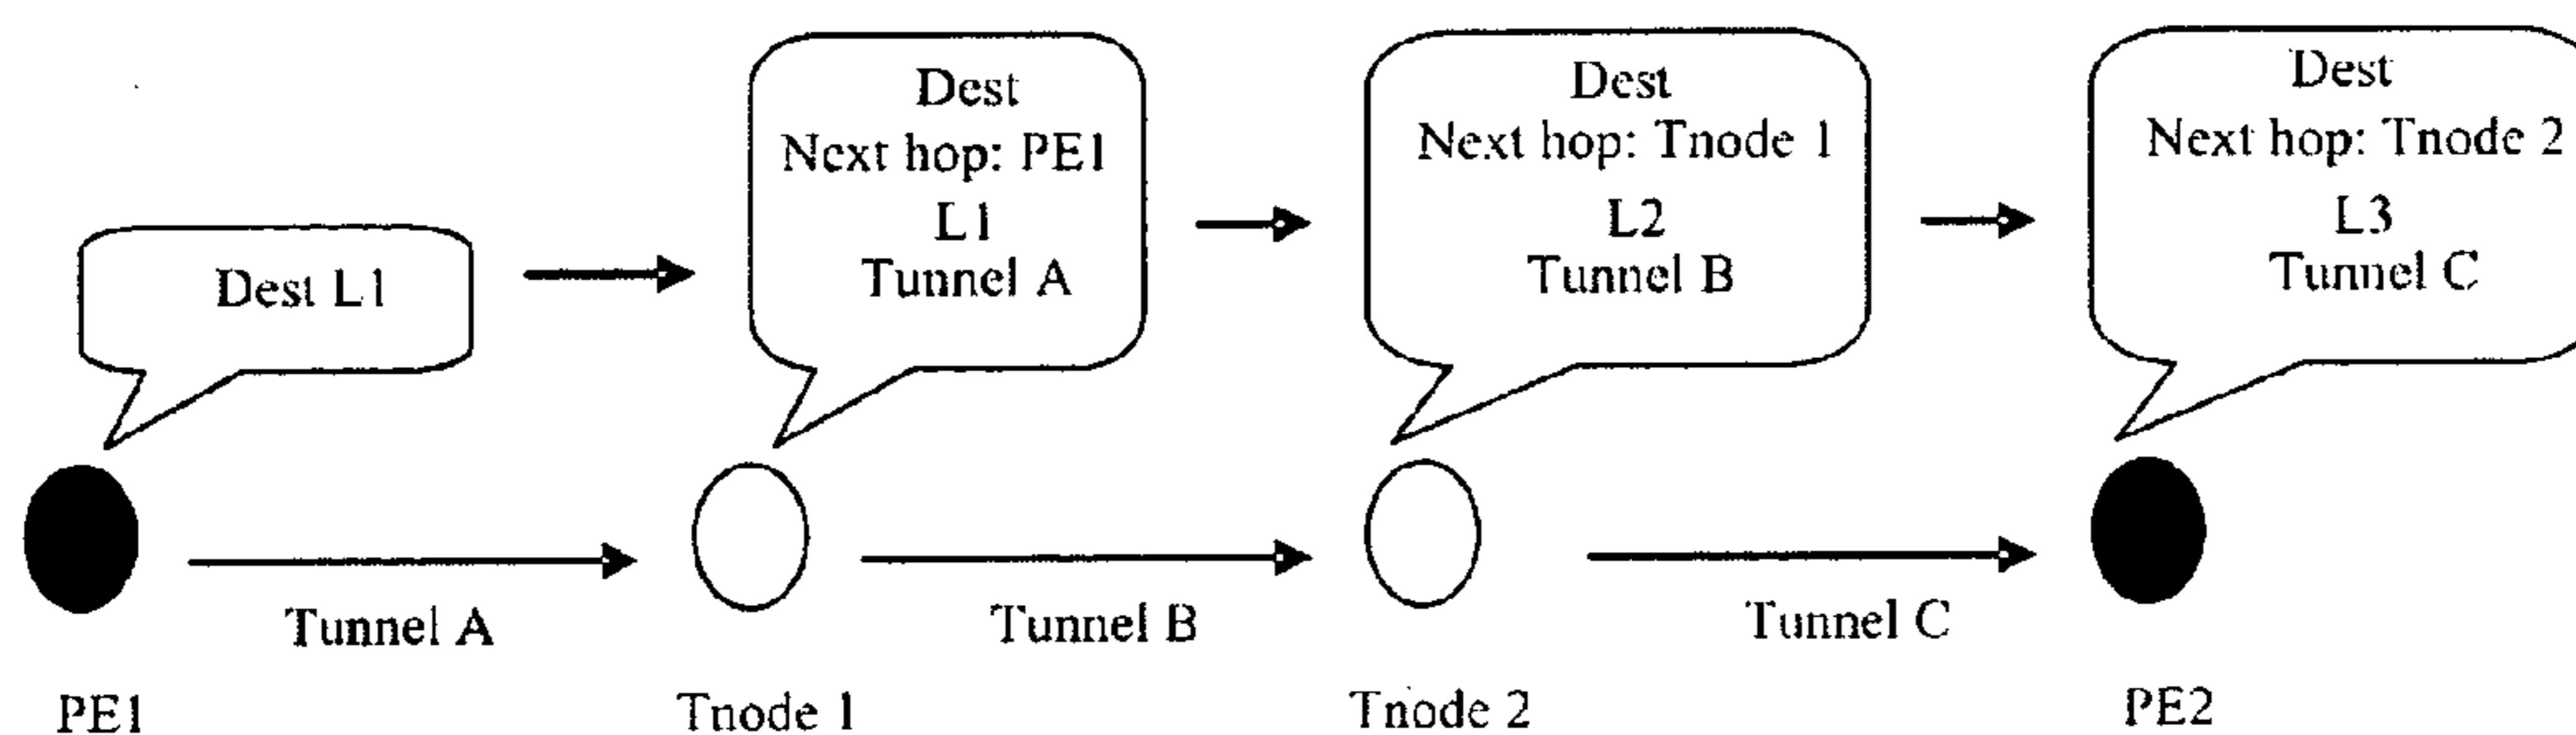 Dest L1
Dest
Next hop: PE1
L1
Tunnel A
Dest
Next hop: Tnode 1
L2
Tunnel B
Dest
Next hop: Tnode 2
L3
Tunnel C
Tunnel A
Tunnel B
Tunnel C
PE1
Tnode 1
Tnode 2
PE2